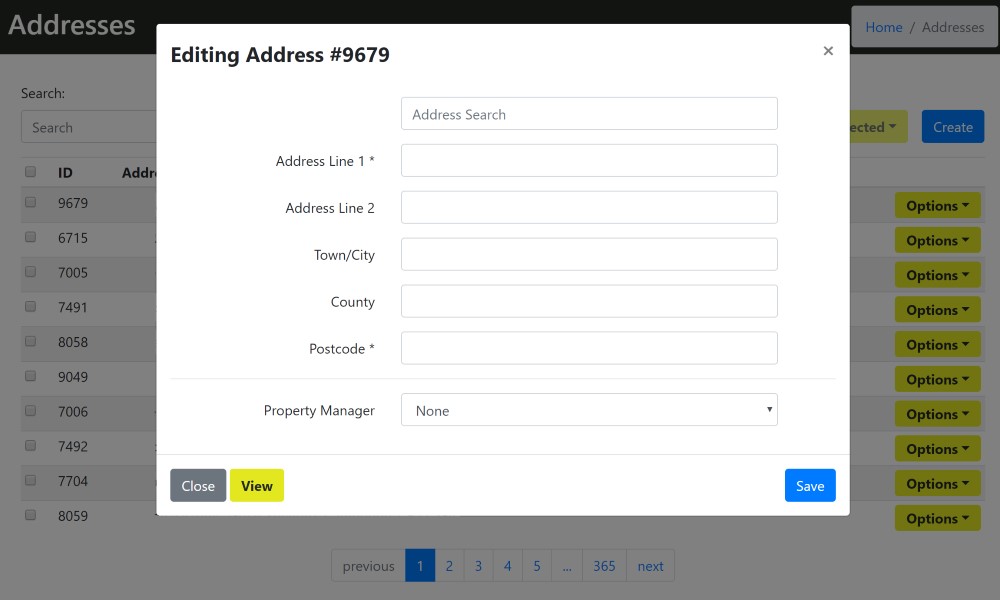 Addresses
Home / Addresses
Editing Address #9679
×
Search:
Search
Create
ID
Address Search
Address Line 1 *
Address Line 2
Town/City
County
Postcode *
Property Manager None
Close View Save
9679 Options
6715 Options
7005 Options
7491 Options
8058 Options
9049 Options
7006 Options
7492 Options
7704 Options
8059 Options
previous 1 2 3 4 5 ... 365 next